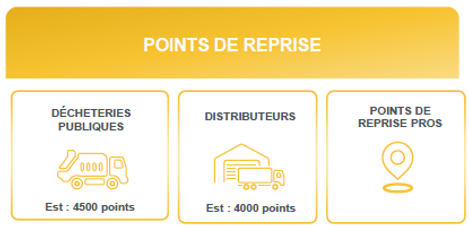 POINTS DE REPRISE
DÉCHETERIES
PUBLIQUES
Est : 4500 points
DISTRIBUTEURS
Est : 4000 points
POINTS DE
REPRISE PROS